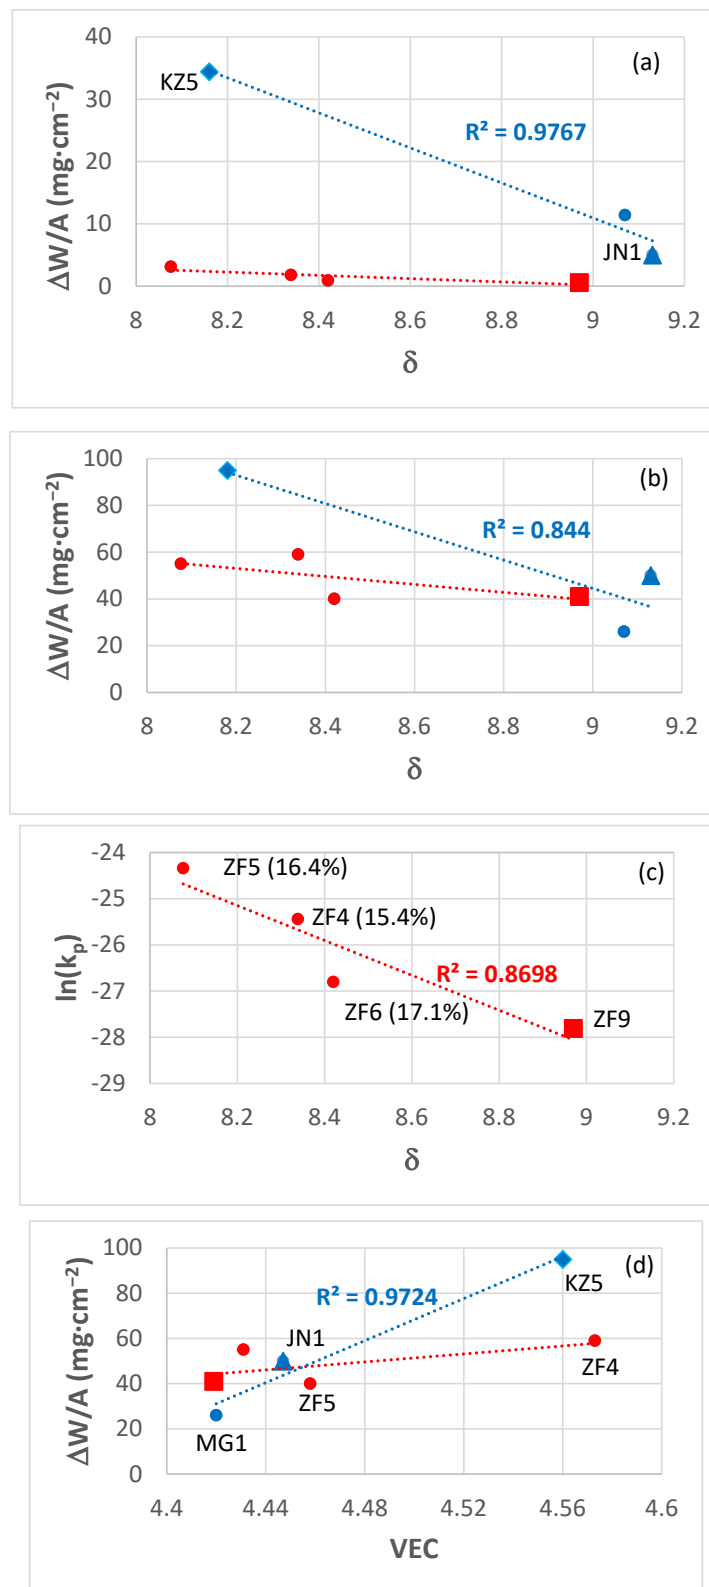 (a)
40
30
20
10
0
ΔW/A (mg·cm⁻²)
KZ5
R² = 0.9767
JN1
8 8.2 8.4 8.6 8.8 9 9.2
δ
(b)
100
80
60
40
20
0
ΔW/A (mg·cm⁻²)
R² = 0.844
8 8.2 8.4 8.6 8.8 9 9.2
δ
(c)
-24
-25
-26
-27
-28
-29
ln(kₚ)
ZF5 (16.4%)
ZF4 (15.4%)
R² = 0.8698
ZF6 (17.1%)
ZF9
8 8.2 8.4 8.6 8.8 9 9.2
δ
(d)
100
80
60
40
20
0
ΔW/A (mg·cm⁻²)
KZ5
R² = 0.9724
JN1
ZF4
ZF5
MG1
4.4 4.44 4.48 4.52 4.56 4.6
VEC